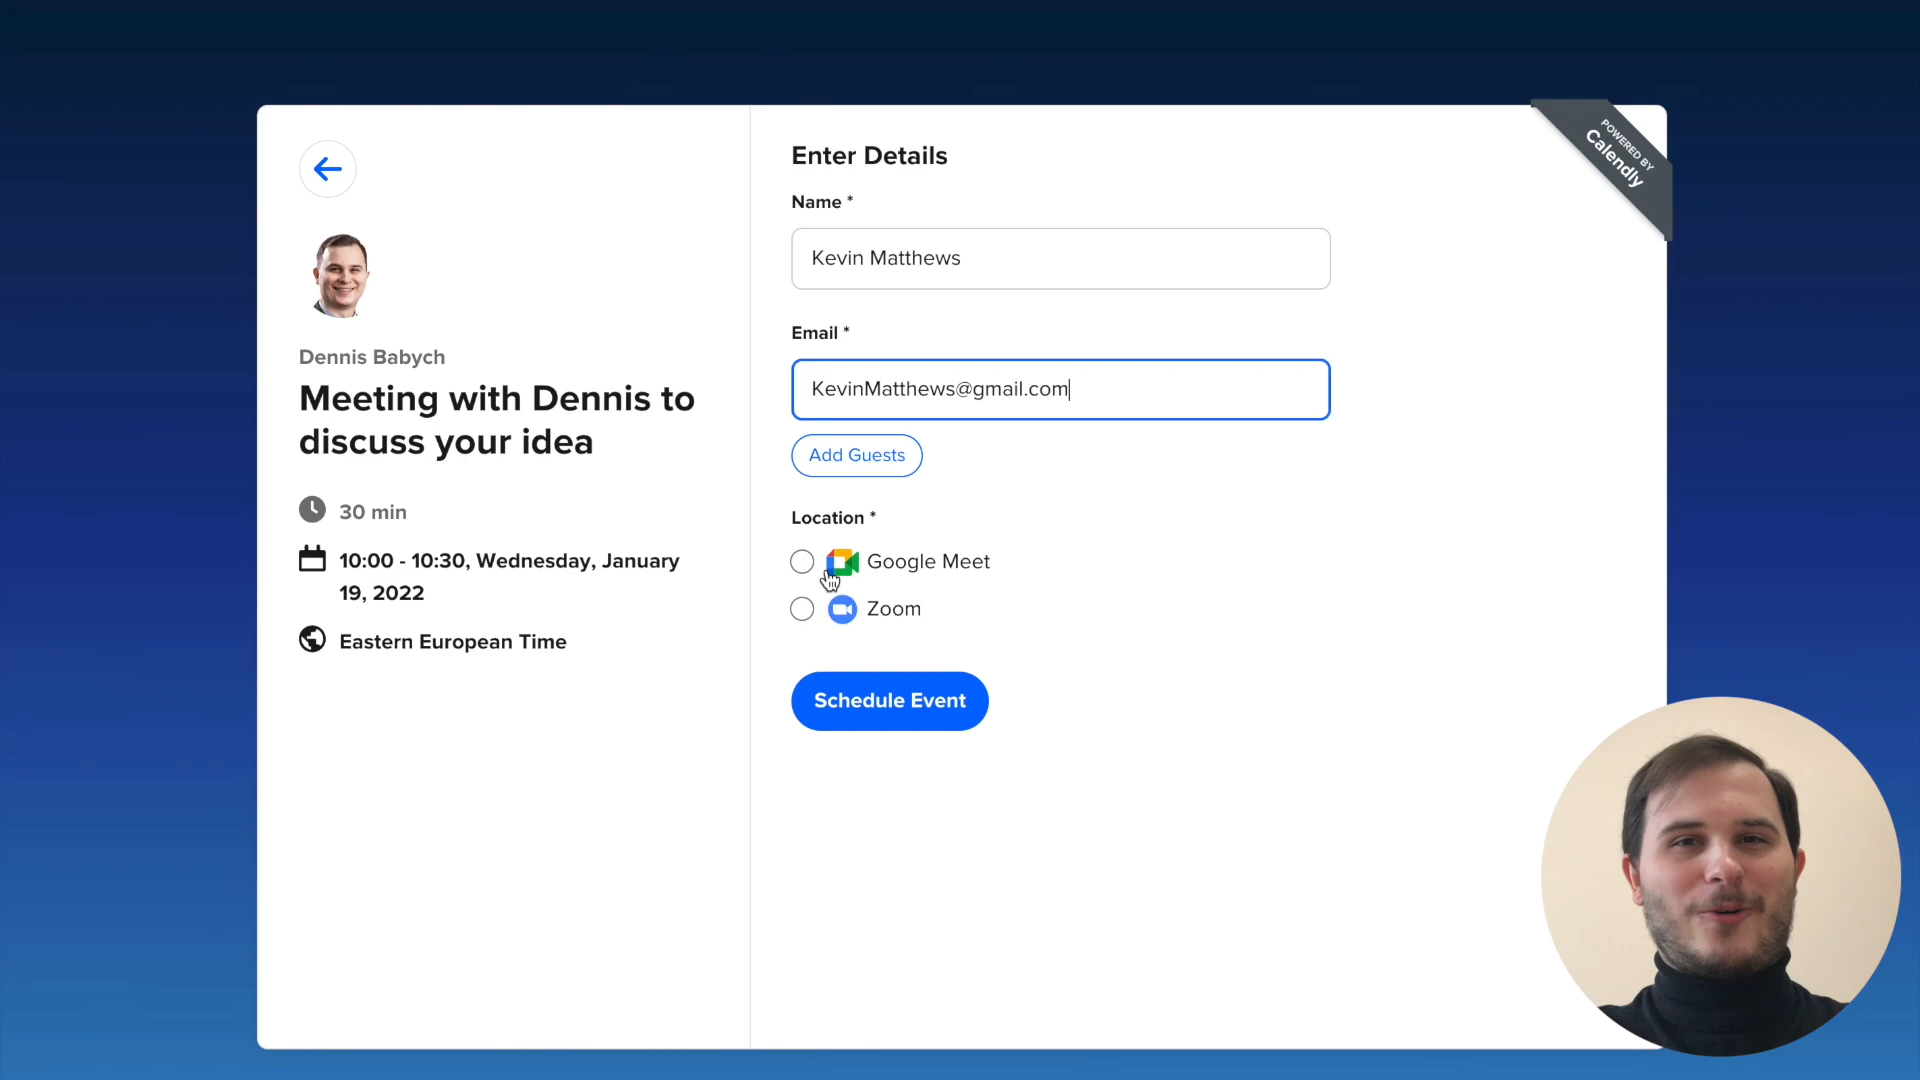 Dennis Babych
Meeting with Dennis to
discuss your idea
30 min
10:00 - 10:30, Wednesday, January
19, 2022
Eastern European Time
Enter Details
Name *
Kevin Matthews
Email *
KevinMatthews@gmail.com
Add Guests
Location *
Google Meet
Zoom
Schedule Event
POWERED BY
Calendly